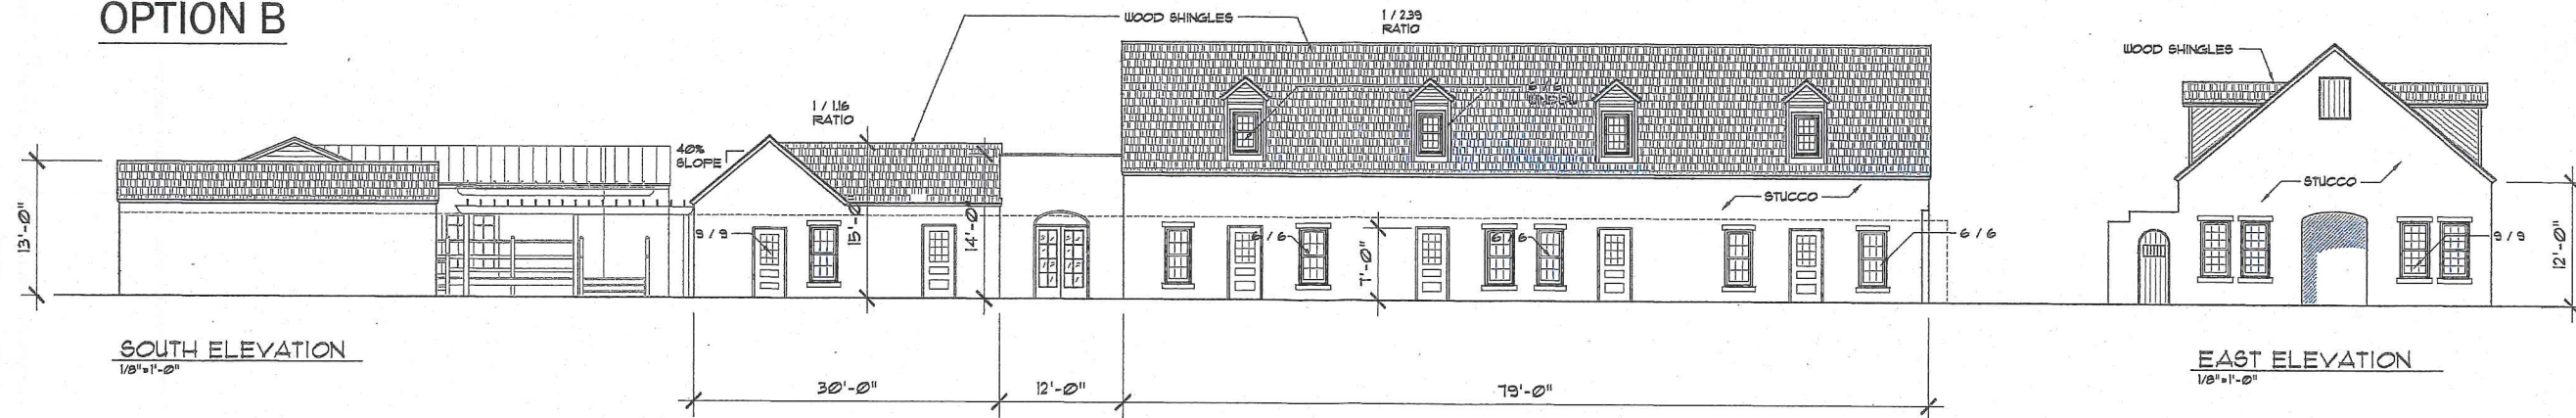 OPTION B
WOOD SHINGLES
1 / 2.39
RATIO
WOOD SHINGLES
1 / 1.16
RATIO
40%
SLOPE
STUCCO
STUCCO
13'-0"
9 / 9
15'-0"
14'-0"
6 / 6
7'-0"
6 / 6
6 / 6
9 / 9
12'-0"
SOUTH ELEVATION
1/8"=1'-0"
EAST ELEVATION
1/8"=1'-0"
30'-0"
12'-0"
79'-0"